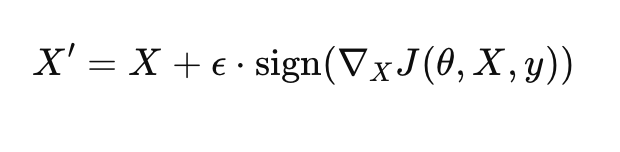 X′ = X + ϵ · sign(∇_X J(θ, X, y))